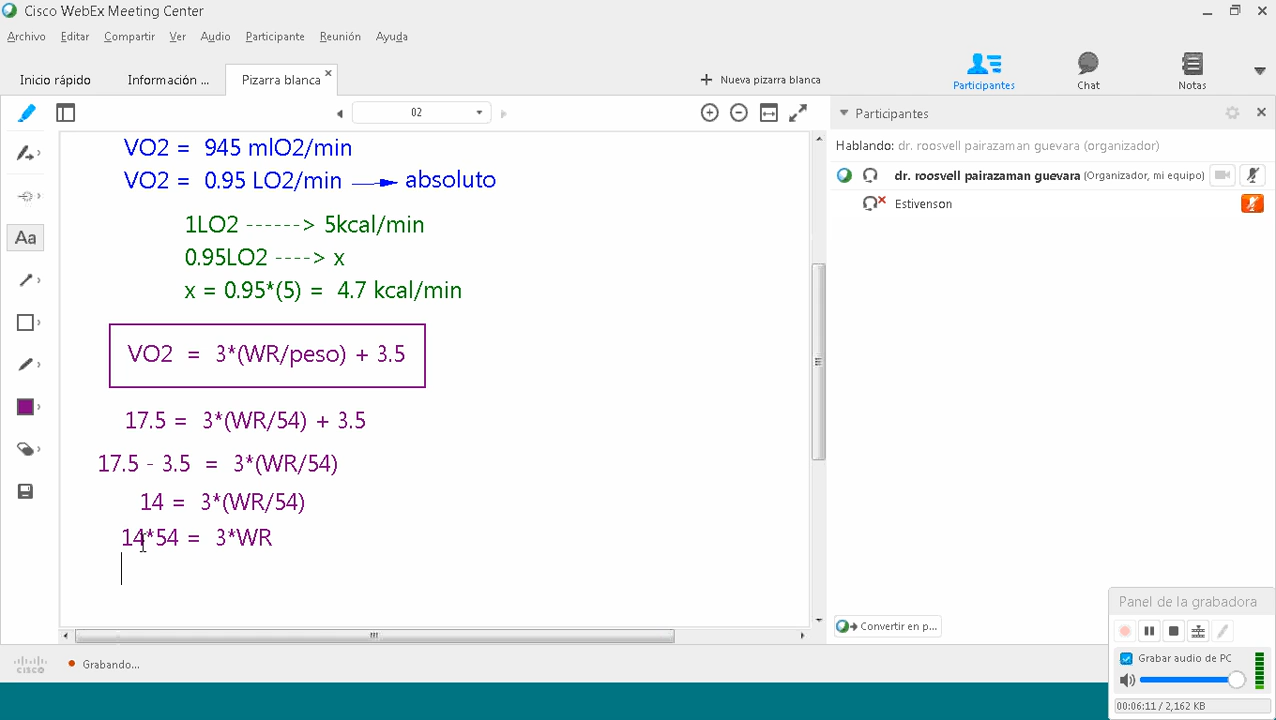 Cisco WebEx Meeting Center
Archivo Editar Compartir Ver Audio Participante Reunión Ayuda
Inicio rápido Información ... Pizarra blanca Nueva pizarra blanca
Participantes Chat Notas
02
Aa
VO2 = 945 mlO2/min
VO2 = 0.95 LO2/min absoluto
1LO2 ------> 5kcal/min
0.95LO2 ----> x
x = 0.95*(5) = 4.7 kcal/min
VO2 = 3*(WR/peso) + 3.5
17.5 = 3*(WR/54) + 3.5
17.5 - 3.5 = 3*(WR/54)
14 = 3*(WR/54)
14*54 = 3*WR
Participantes
Hablando: dr. roosvell pairazaman guevara (organizador)
dr. roosvell pairazaman guevara (Organizador, mi equipo)
Estivenson
Convertir en p...
Panel de la grabadora
Grabar audio de PC
00:06:11 / 2,162 KB
cisco
Grabando...